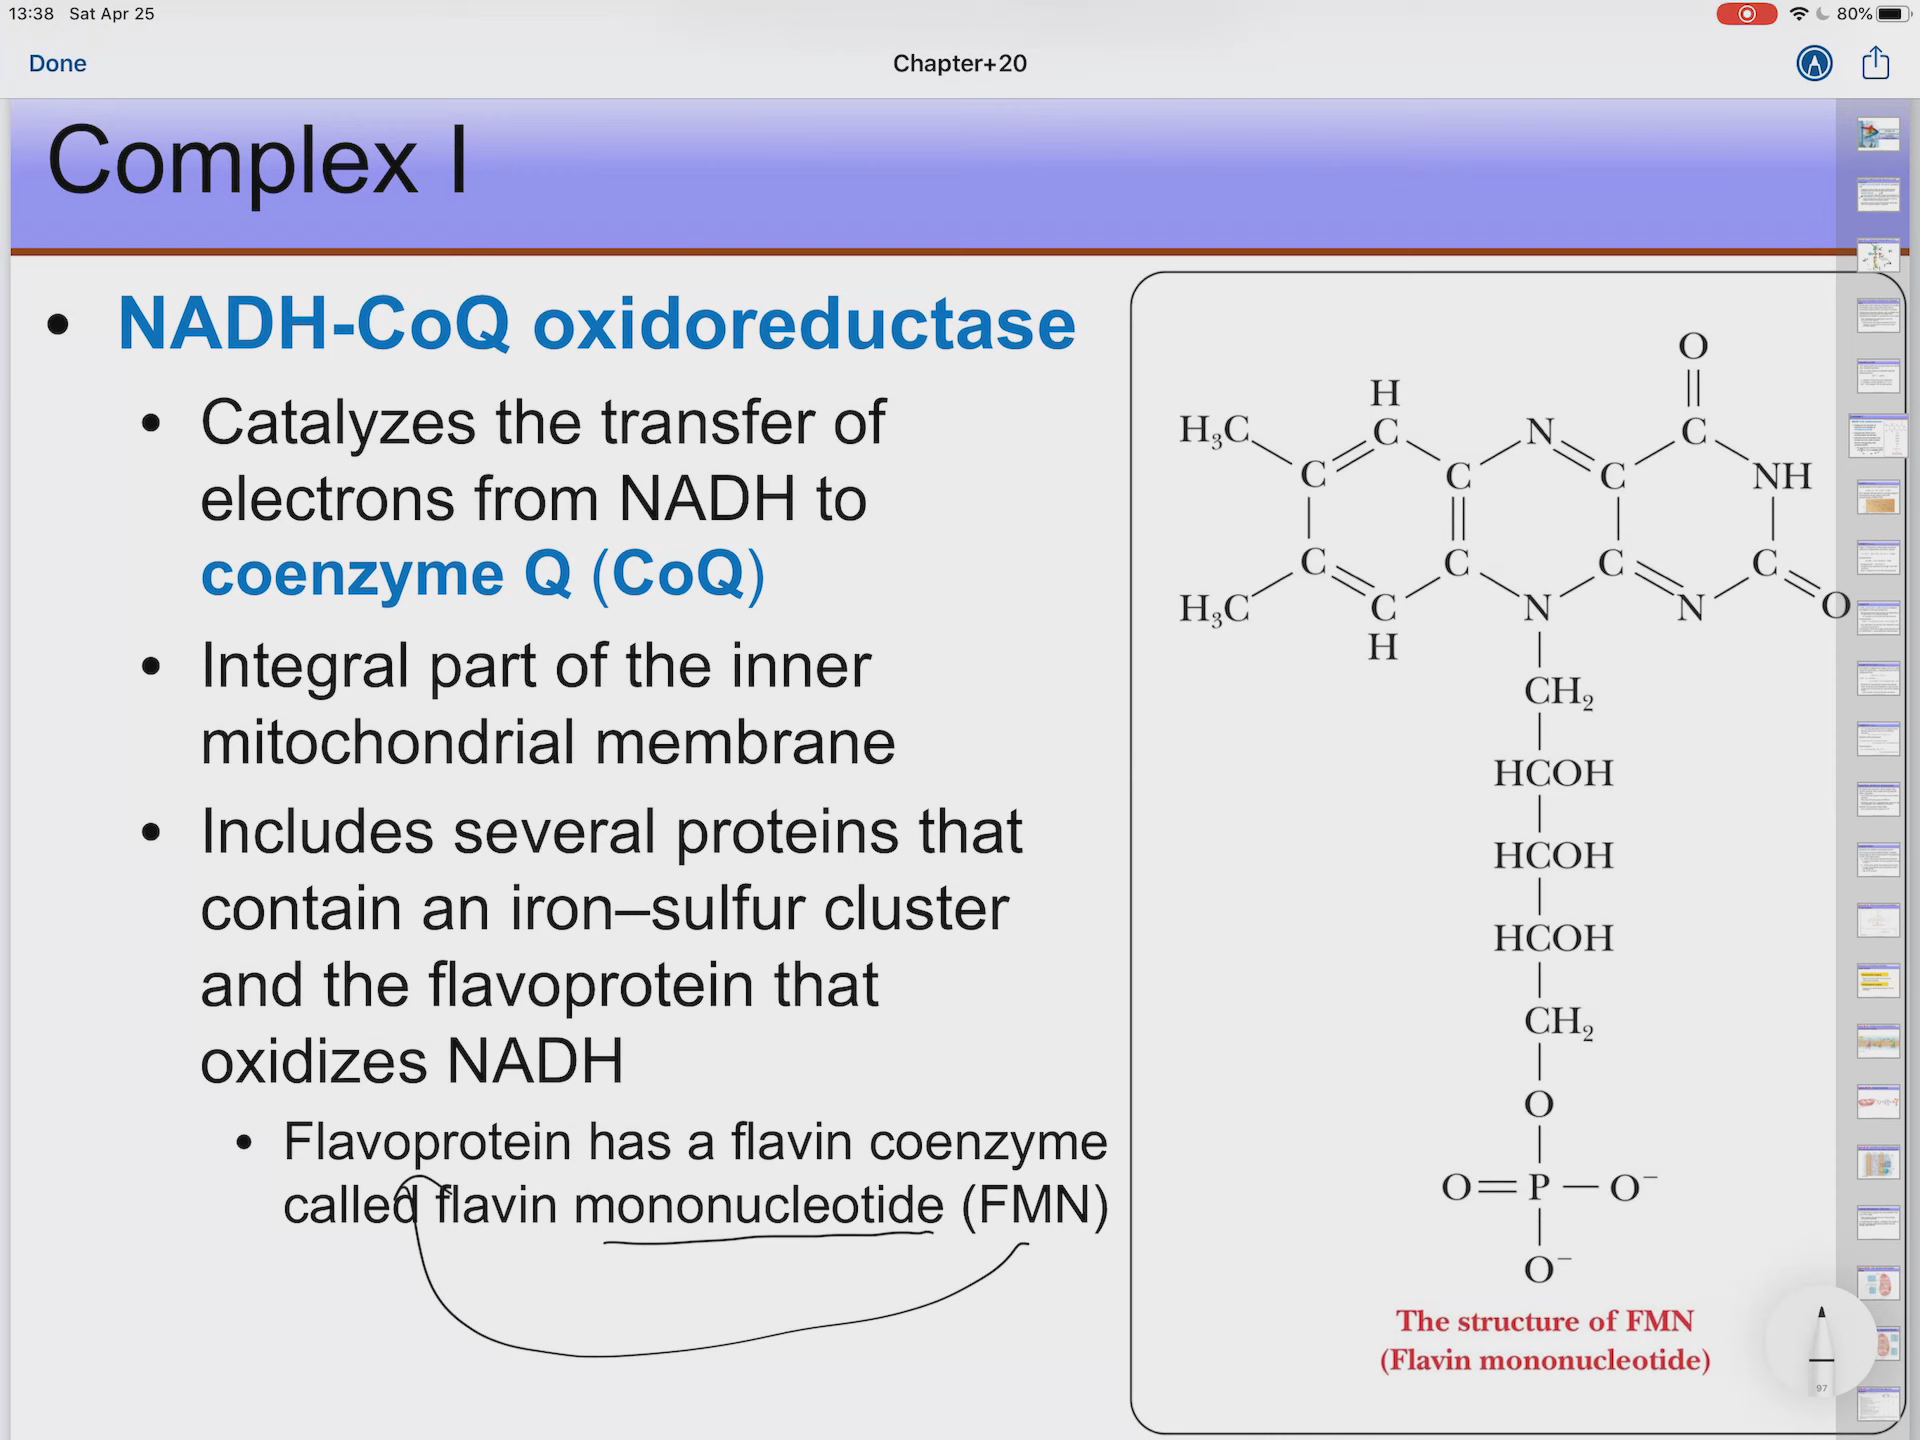 13:38 Sat Apr 25
80%
Done
Chapter+20
Complex I
• NADH-CoQ oxidoreductase
• Catalyzes the transfer of
electrons from NADH to
coenzyme Q (CoQ)
• Integral part of the inner
mitochondrial membrane
• Includes several proteins that
contain an iron–sulfur cluster
and the flavoprotein that
oxidizes NADH
• Flavoprotein has a flavin coenzyme
called flavin mononucleotide (FMN)
O
H
H₃C C N C
C C C NH
C C C C
H₃C C N N O
H
CH₂
HCOH
HCOH
HCOH
CH₂
O
O=P—O⁻
O⁻
The structure of FMN
(Flavin mononucleotide)
97